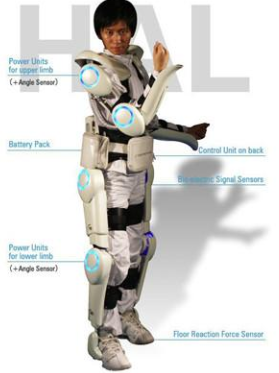 HAL
Power Units
for upper limb
(+Angle Sensor)
Battery Pack
Control Unit on back
Bio-electric Signal Sensors
Power Units
for lower limb
(+Angle Sensor)
Floor Reaction Force Sensor